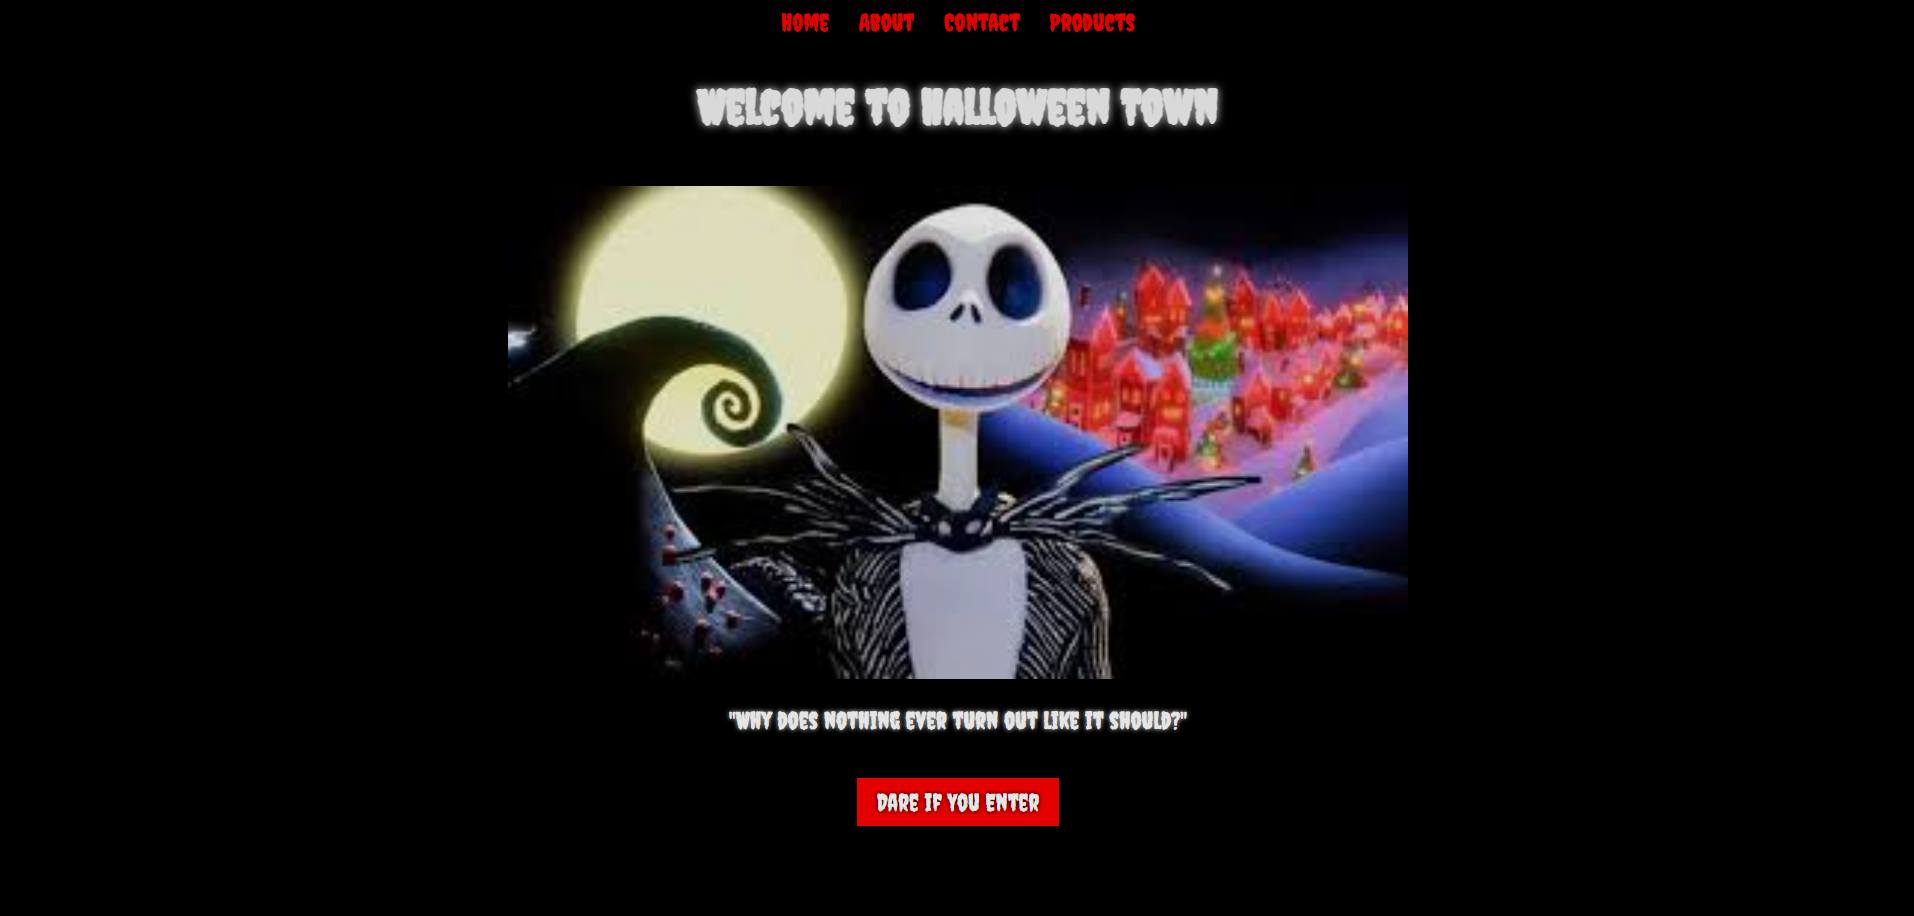 HOME ABOUT CONTACT PRODUCTS
WELCOME TO HALLOWEEN TOWN
"WHY DOES NOTHING EVER TURN OUT LIKE IT SHOULD?"
DARE IF YOU ENTER